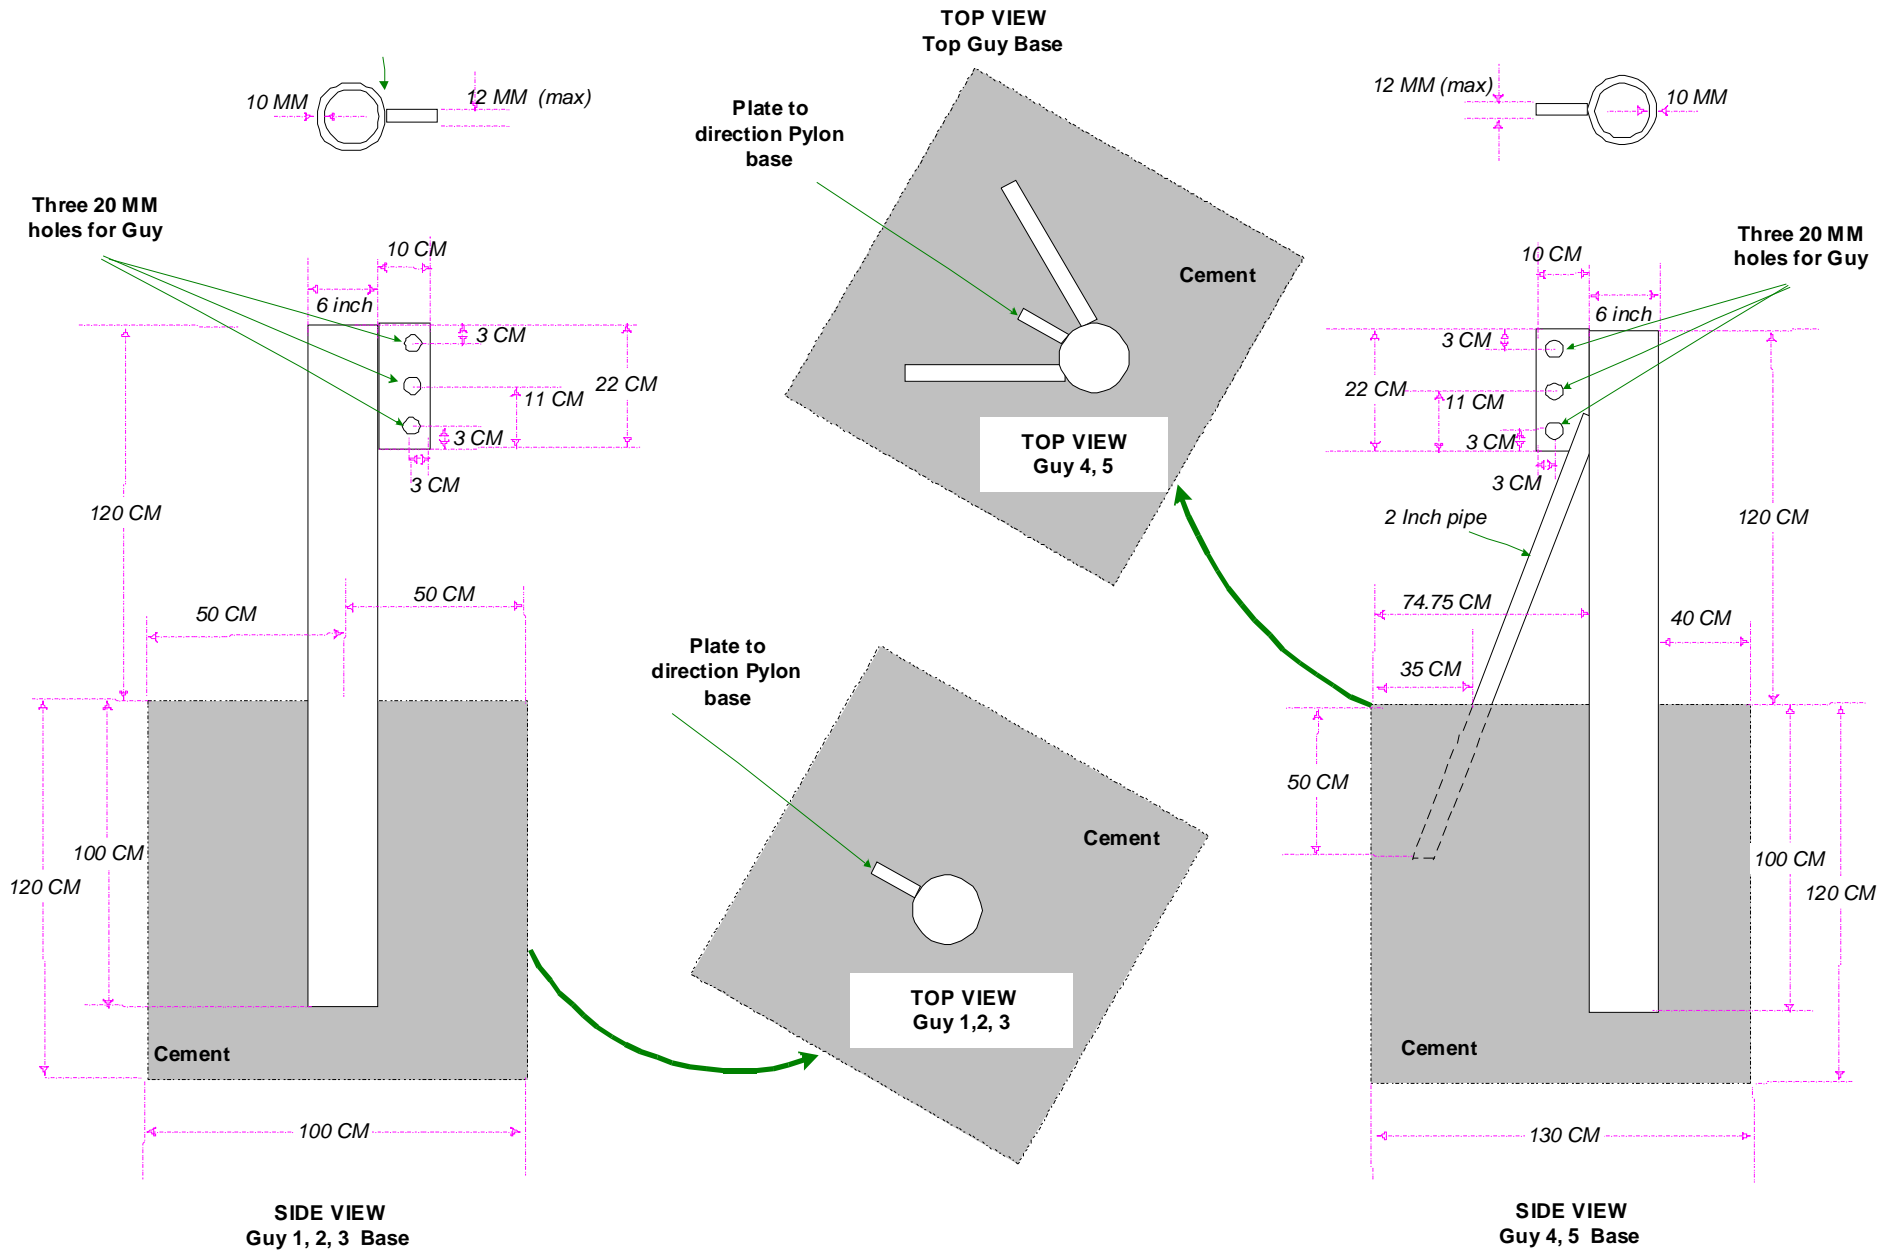 TOP VIEW
Top Guy Base
10 MM
12 MM (max)
Plate to
direction Pylon
base
12 MM (max)
10 MM
Three 20 MM
holes for Guy
10 CM
6 inch
3 CM
22 CM
11 CM
3 CM
3 CM
120 CM
50 CM
50 CM
100 CM
120 CM
Cement
100 CM
SIDE VIEW
Guy 1, 2, 3 Base
Cement
TOP VIEW
Guy 4, 5
Plate to
direction Pylon
base
Cement
TOP VIEW
Guy 1,2, 3
Three 20 MM
holes for Guy
10 CM
6 inch
3 CM
22 CM
11 CM
3 CM
3 CM
2 Inch pipe
120 CM
74.75 CM
40 CM
35 CM
50 CM
100 CM
120 CM
Cement
130 CM
SIDE VIEW
Guy 4, 5 Base